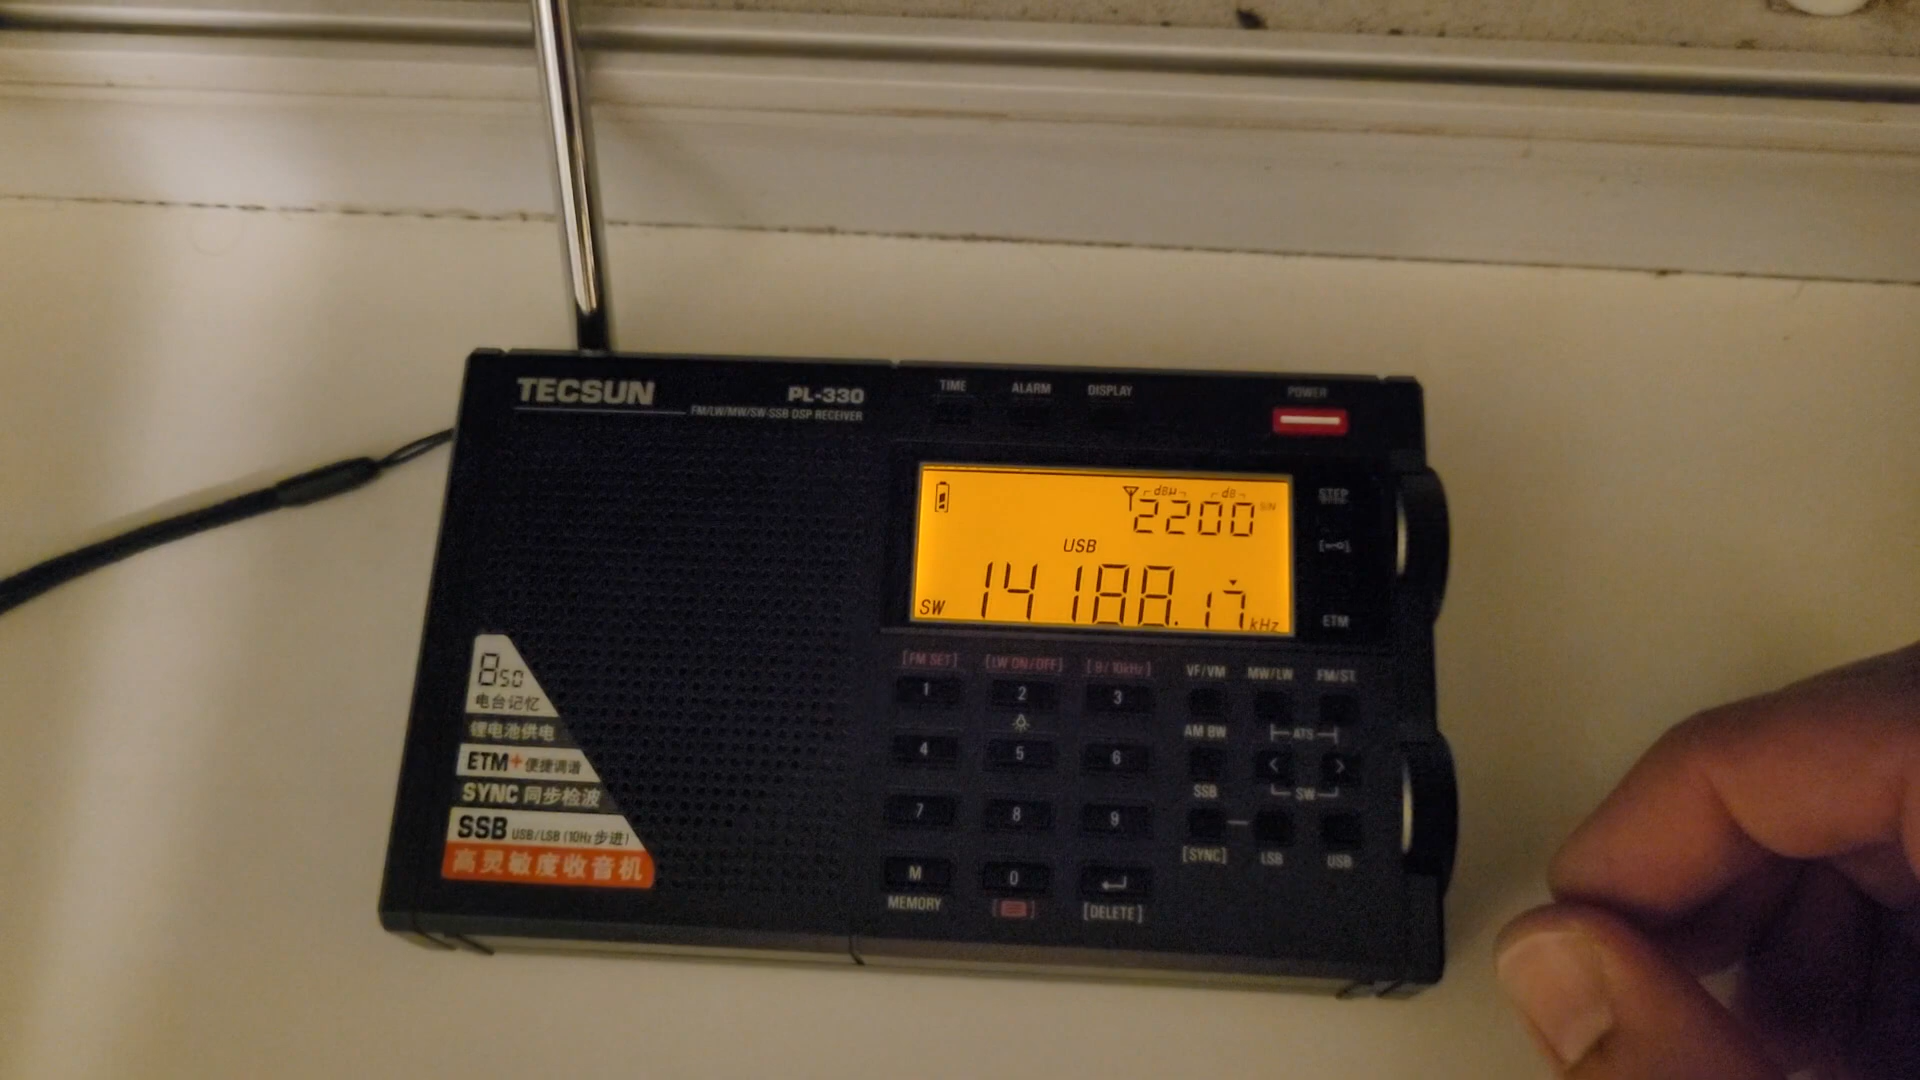 TECSUN
PL-330
FM/LW/MW/SW-SSB DSP RECEIVER
TIME
ALARM
DISPLAY
POWER
dBμ
dB
2200
S/N
USB
SW
14188.17
kHz
STEP
ETM
[FM SET]
[LW ON/OFF]
[9/10kHz]
VF/VM
MW/LW
FM/ST.
1
2
3
AM BW
ATS
4
5
6
<
>
SSB
SW
7
8
9
[SYNC]
LSB
USB
M
0
MEMORY
[DELETE]
850
电台记忆
锂电池供电
ETM+便捷调谐
SYNC 同步检波
SSB USB/LSB (10Hz 步进)
高灵敏度收音机